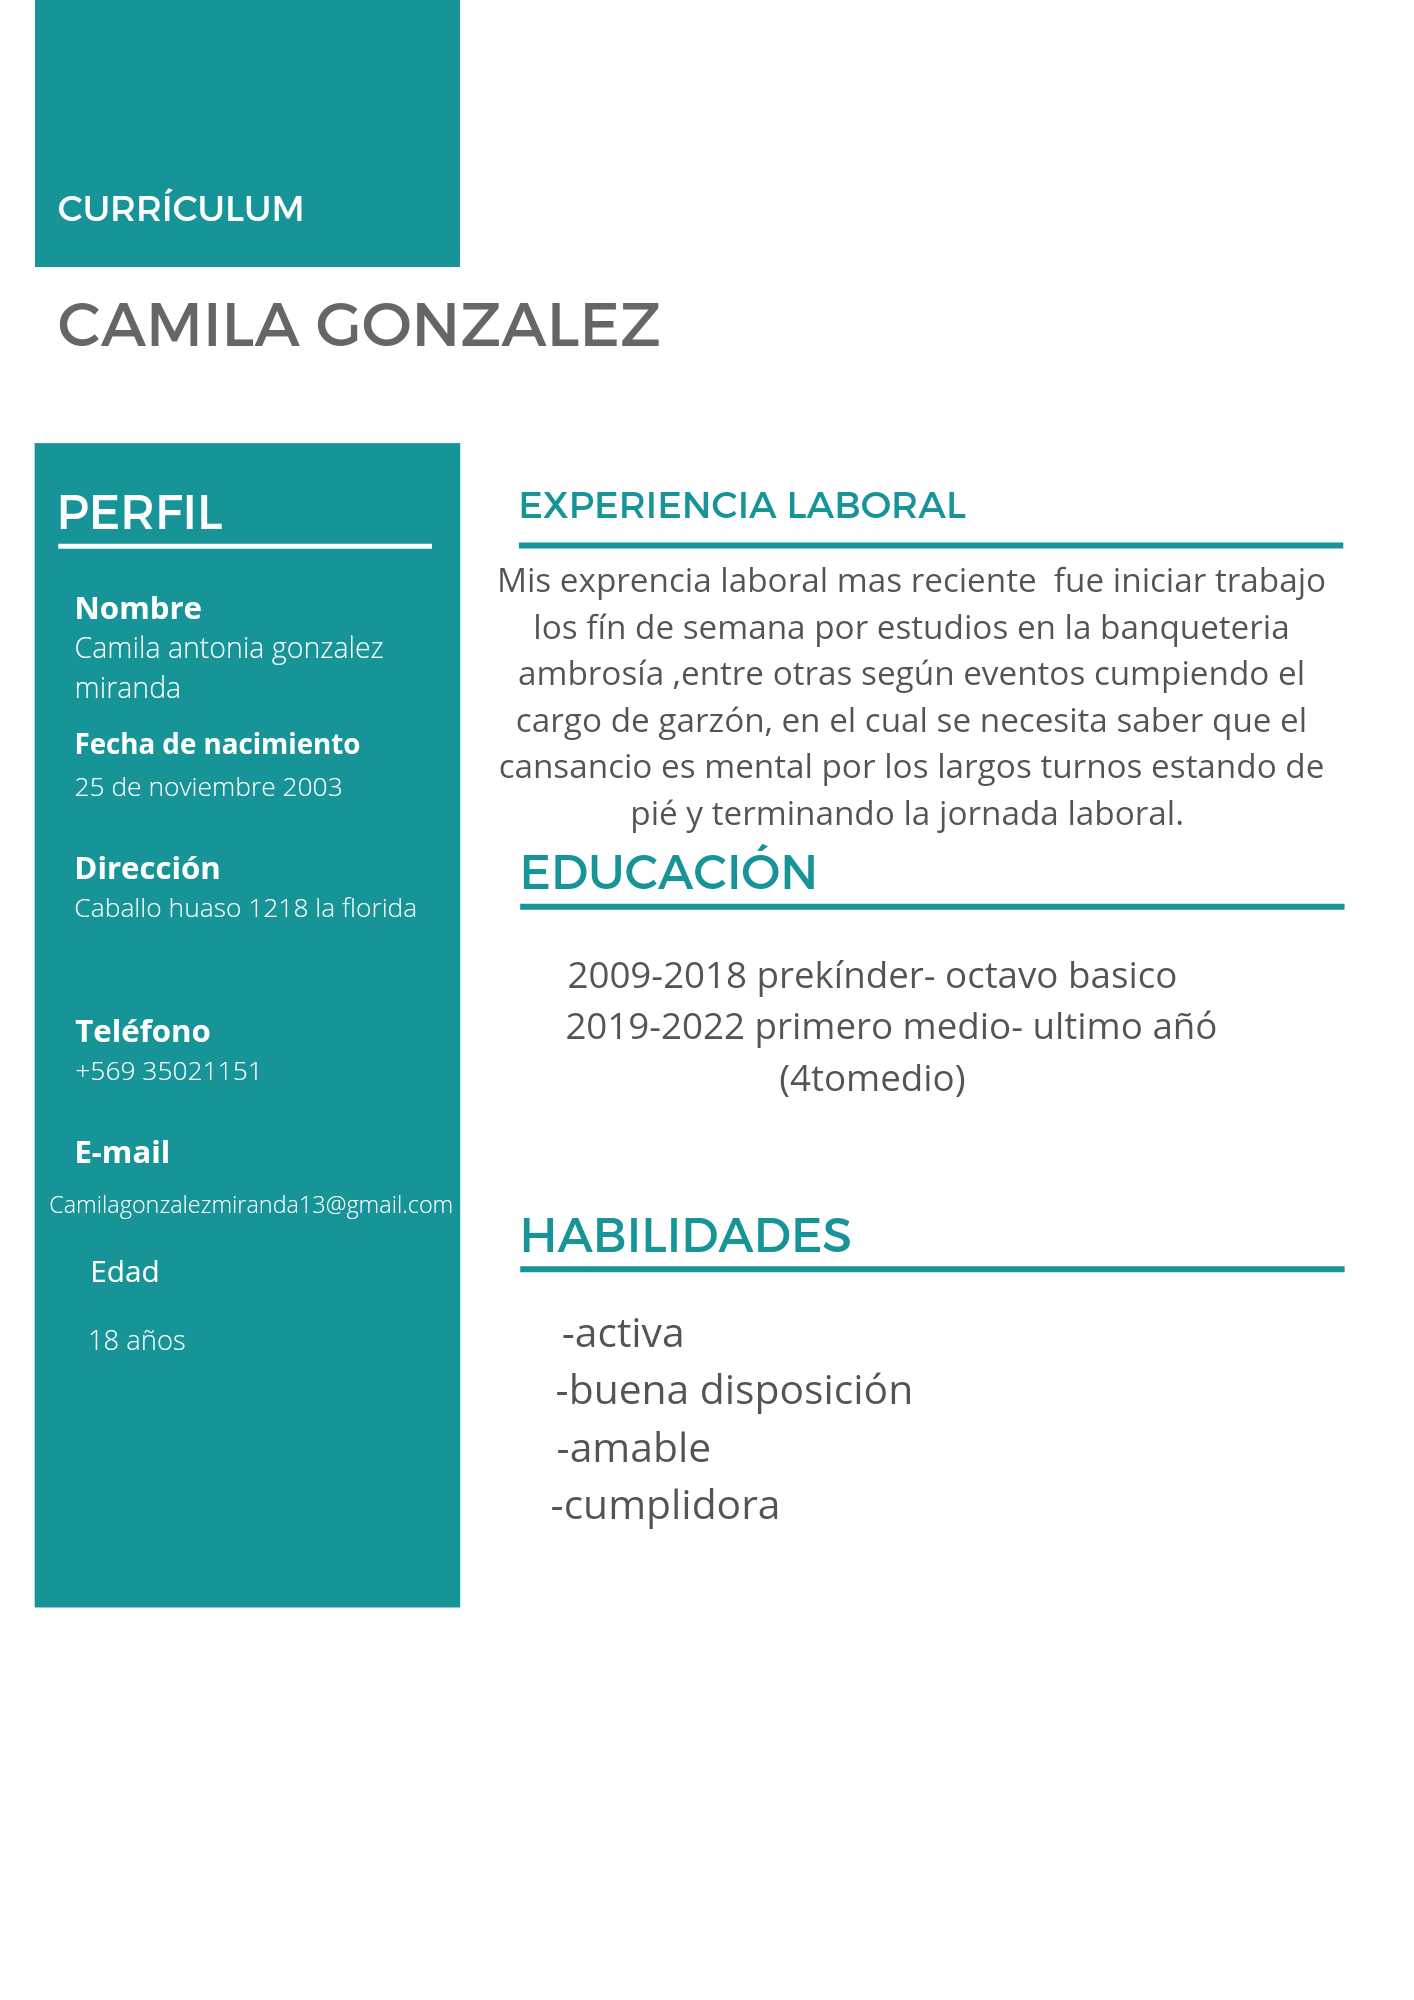 CURRÍCULUM
CAMILA GONZALEZ
PERFIL
Nombre
Camila antonia gonzalez
miranda
Fecha de nacimiento
25 de noviembre 2003
Dirección
Caballo huaso 1218 la florida
Teléfono
+569 35021151
E-mail
Camilagonzalezmiranda13@gmail.com
Edad
18 años
EXPERIENCIA LABORAL
Mis exprencia laboral mas reciente  fue iniciar trabajo
los fín de semana por estudios en la banqueteria
ambrosía ,entre otras según eventos cumpiendo el
cargo de garzón, en el cual se necesita saber que el
cansancio es mental por los largos turnos estando de
pié y terminando la jornada laboral.
EDUCACIÓN
2009-2018 prekínder- octavo basico
2019-2022 primero medio- ultimo añó
(4tomedio)
HABILIDADES
-activa
-buena disposición
-amable
-cumplidora